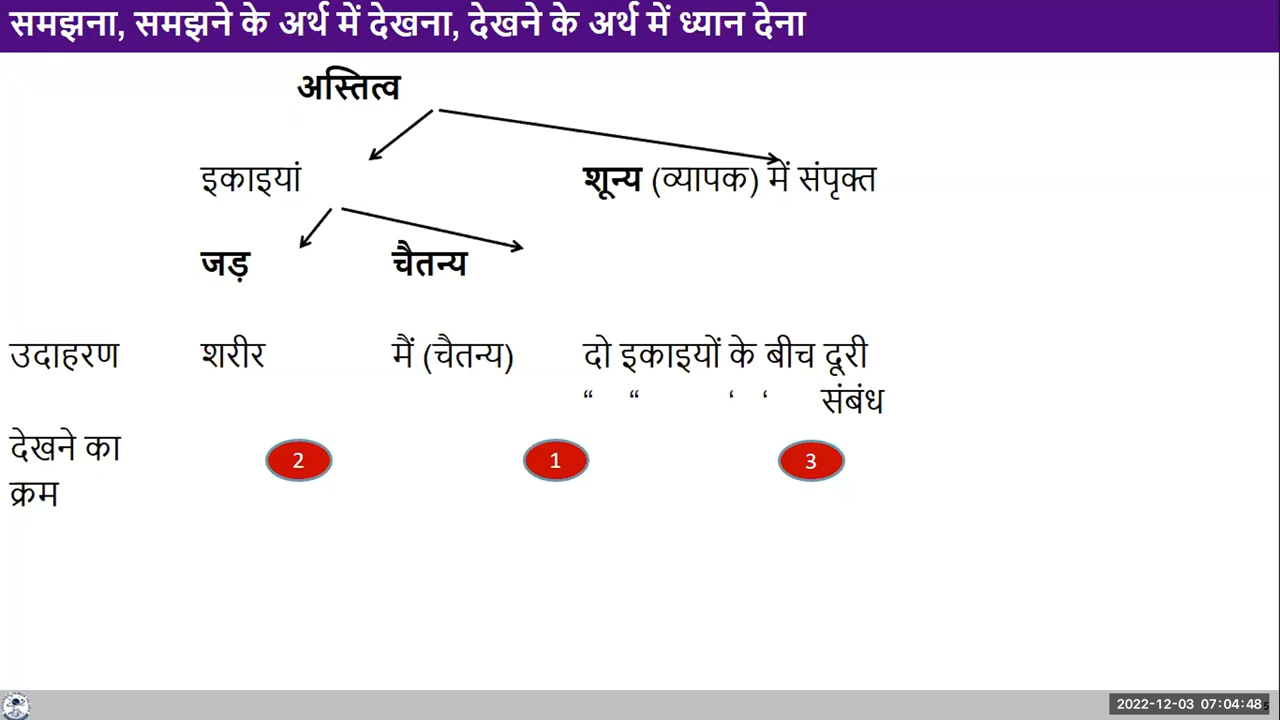 समझना, समझने के अर्थ में देखना, देखने के अर्थ में ध्यान देना
अस्तित्व
इकाइयां शून्य (व्यापक) में संपृक्त
जड़ चैतन्य
उदाहरण शरीर मैं (चैतन्य) दो इकाइयों के बीच दूरी
“ “ ‘ ‘ संबंध
देखने का 2 1 3
क्रम
2022-12-03 07:04:48